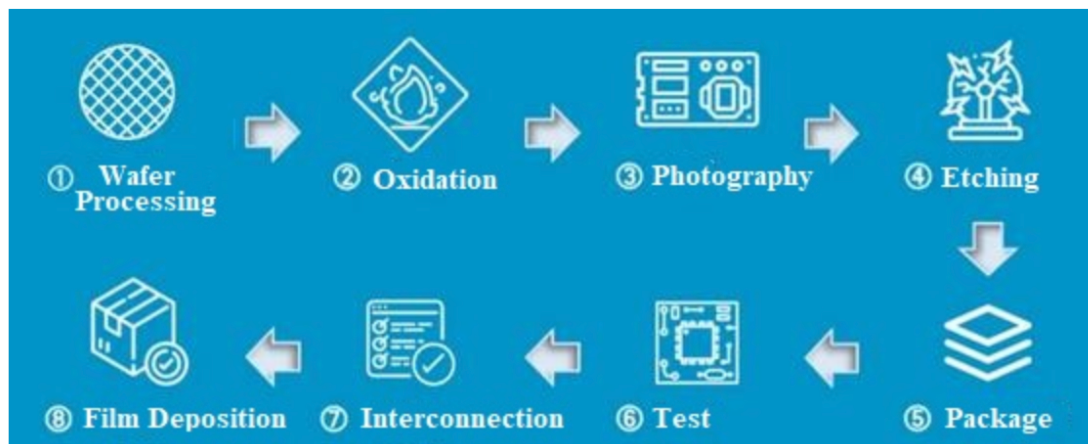 ① Wafer
Processing
② Oxidation
③ Photography
④ Etching
⑧ Film Deposition
⑦ Interconnection
⑥ Test
⑤ Package